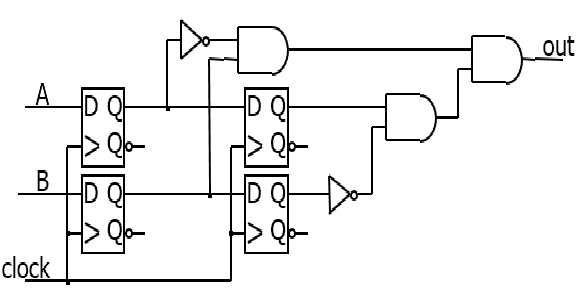 out
A
D Q D Q
> Q > Q
B
D Q D Q
> Q > Q
clock